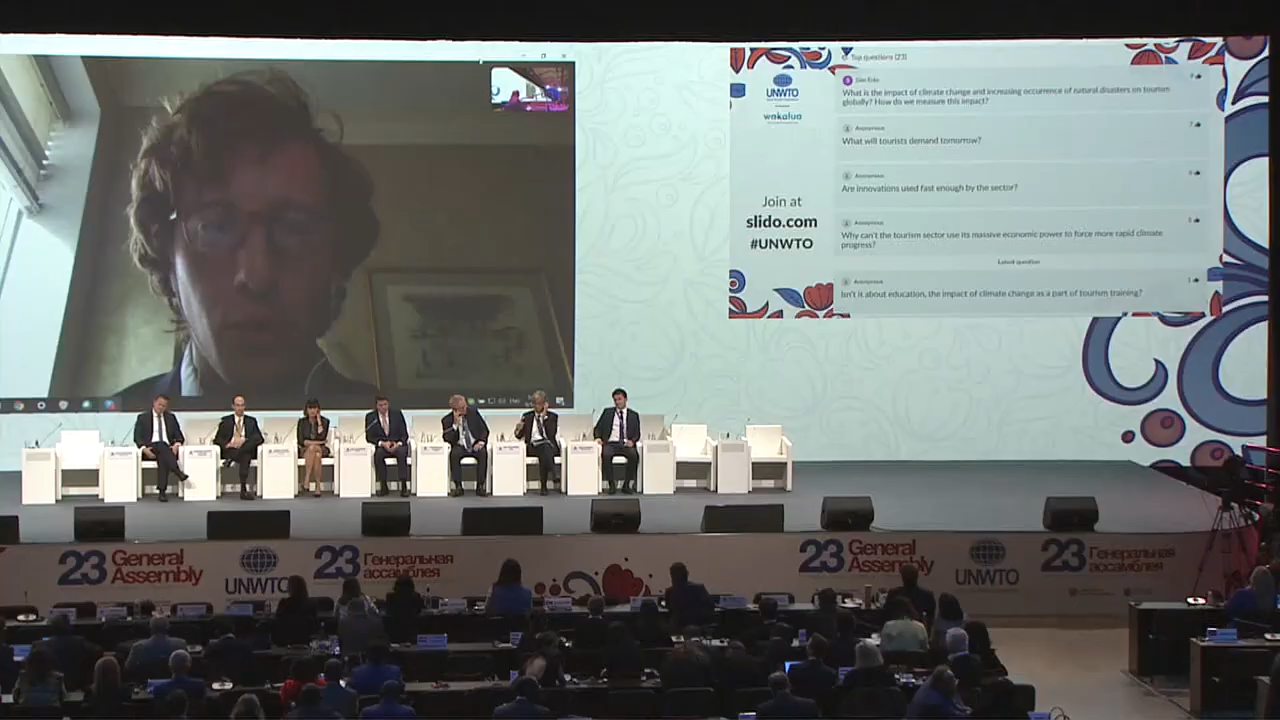 Top questions (23)
What is the impact of climate change and increasing occurrence of natural disasters on tourism
globally? How do we measure this impact?
Anonymous
What will tourists demand tomorrow?
Anonymous
Are innovations used fast enough by the sector?
Anonymous
Why can't the tourism sector use its massive economic power to force more rapid climate
progress?
Latest question
Anonymous
Isn't it about education, the impact of climate change as a part of tourism training?
UNWTO
wakalua
Join at
slido.com
#UNWTO
23 General
Assembly
UNWTO
23 Генеральная
ассамблея
23 General
Assembly
UNWTO
23 Генеральная
ассамблея